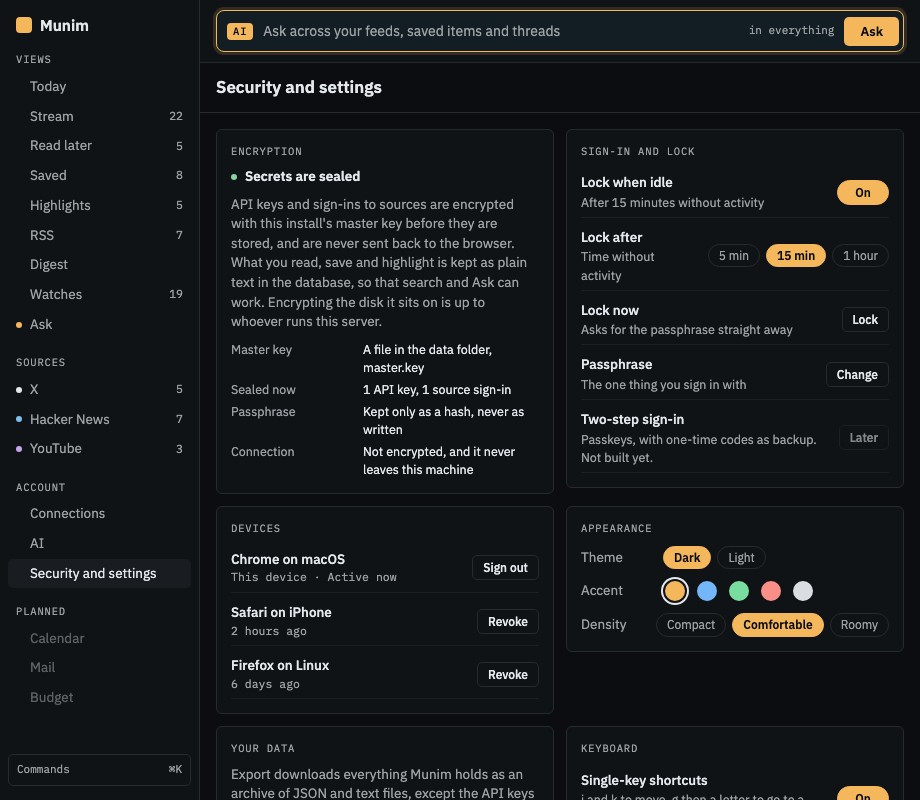 Munim
VIEWS
Today
Stream 22
Read later 5
Saved 8
Highlights 5
RSS 7
Digest
Watches 19
Ask
SOURCES
X 5
Hacker News 7
YouTube 3
ACCOUNT
Connections
AI
Security and settings
PLANNED
Calendar
Mail
Budget
Commands ⌘K
AI Ask across your feeds, saved items and threads in everything Ask
Security and settings
ENCRYPTION
Secrets are sealed
API keys and sign-ins to sources are encrypted
with this install's master key before they are
stored, and are never sent back to the browser.
What you read, save and highlight is kept as plain
text in the database, so that search and Ask can
work. Encrypting the disk it sits on is up to
whoever runs this server.
Master key A file in the data folder,
master.key
Sealed now 1 API key, 1 source sign-in
Passphrase Kept only as a hash, never as
written
Connection Not encrypted, and it never
leaves this machine
SIGN-IN AND LOCK
Lock when idle
After 15 minutes without activity On
Lock after
Time without
activity
5 min 15 min 1 hour
Lock now
Asks for the passphrase straight away Lock
Passphrase
The one thing you sign in with Change
Two-step sign-in
Passkeys, with one-time codes as backup.
Not built yet.
Later
DEVICES
Chrome on macOS
This device · Active now Sign out
Safari on iPhone
2 hours ago Revoke
Firefox on Linux
6 days ago Revoke
APPEARANCE
Theme Dark Light
Accent
Density Compact Comfortable Roomy
YOUR DATA
Export downloads everything Munim holds as an
archive of JSON and text files, except the API keys
KEYBOARD
Single-key shortcuts
j and k to move, g then a letter to go to a On